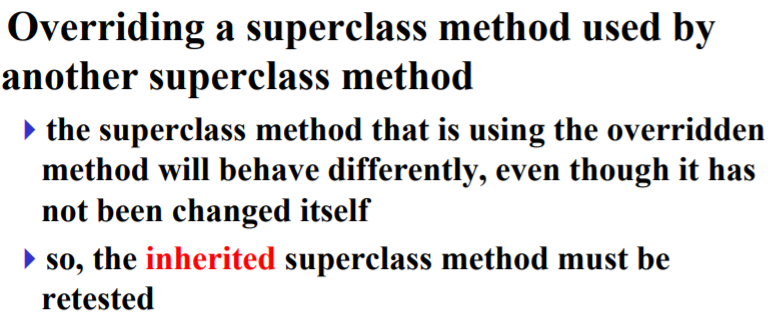 Overriding a superclass method used by
another superclass method
the superclass method that is using the overridden
method will behave differently, even though it has
not been changed itself
so, the inherited superclass method must be
retested